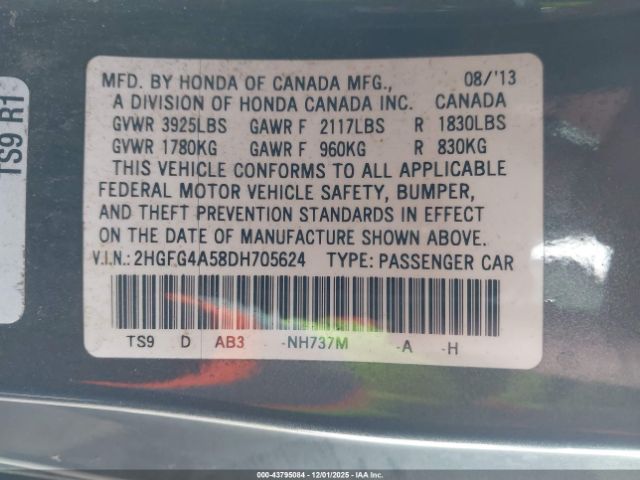 TS9 R1
MFD. BY HONDA OF CANADA MFG., 08/'13
A DIVISION OF HONDA CANADA INC. CANADA
GVWR 3925LBS GAWR F 2117LBS R 1830LBS
GVWR 1780KG GAWR F 960KG R 830KG
THIS VEHICLE CONFORMS TO ALL APPLICABLE
FEDERAL MOTOR VEHICLE SAFETY, BUMPER,
AND THEFT PREVENTION STANDARDS IN EFFECT
ON THE DATE OF MANUFACTURE SHOWN ABOVE.
V.I.N.: 2HGFG4A58DH705624 TYPE: PASSENGER CAR
TS9 D AB3 -NH737M -A -H
000-43795084 - 12/01/2025 - IAAI Inc.